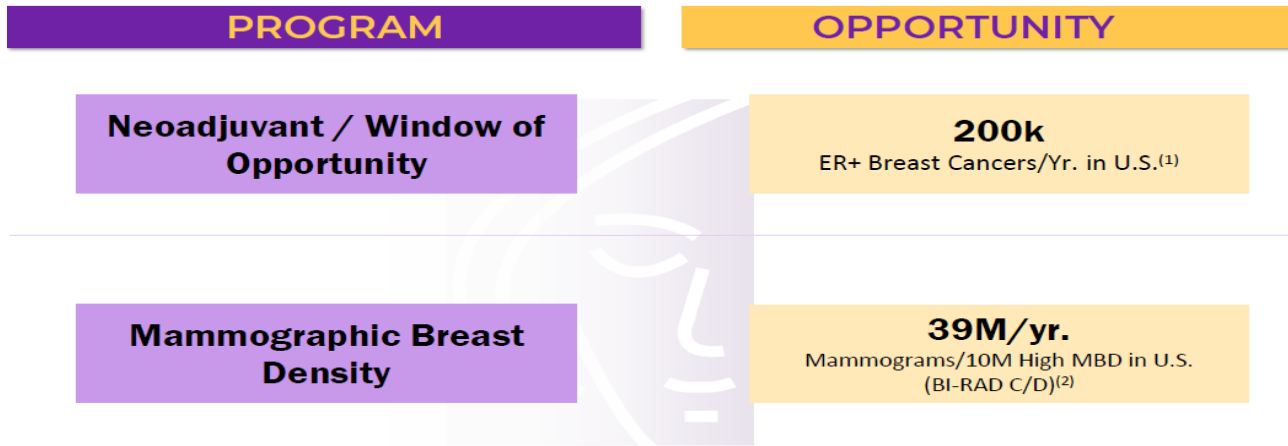 PROGRAM
OPPORTUNITY
Neoadjuvant / Window of
Opportunity
200k
ER+ Breast Cancers/Yr. in U.S.(1)
Mammographic Breast
Density
39M/yr.
Mammograms/10M High MBD in U.S.
(BI-RAD C/D)(2)